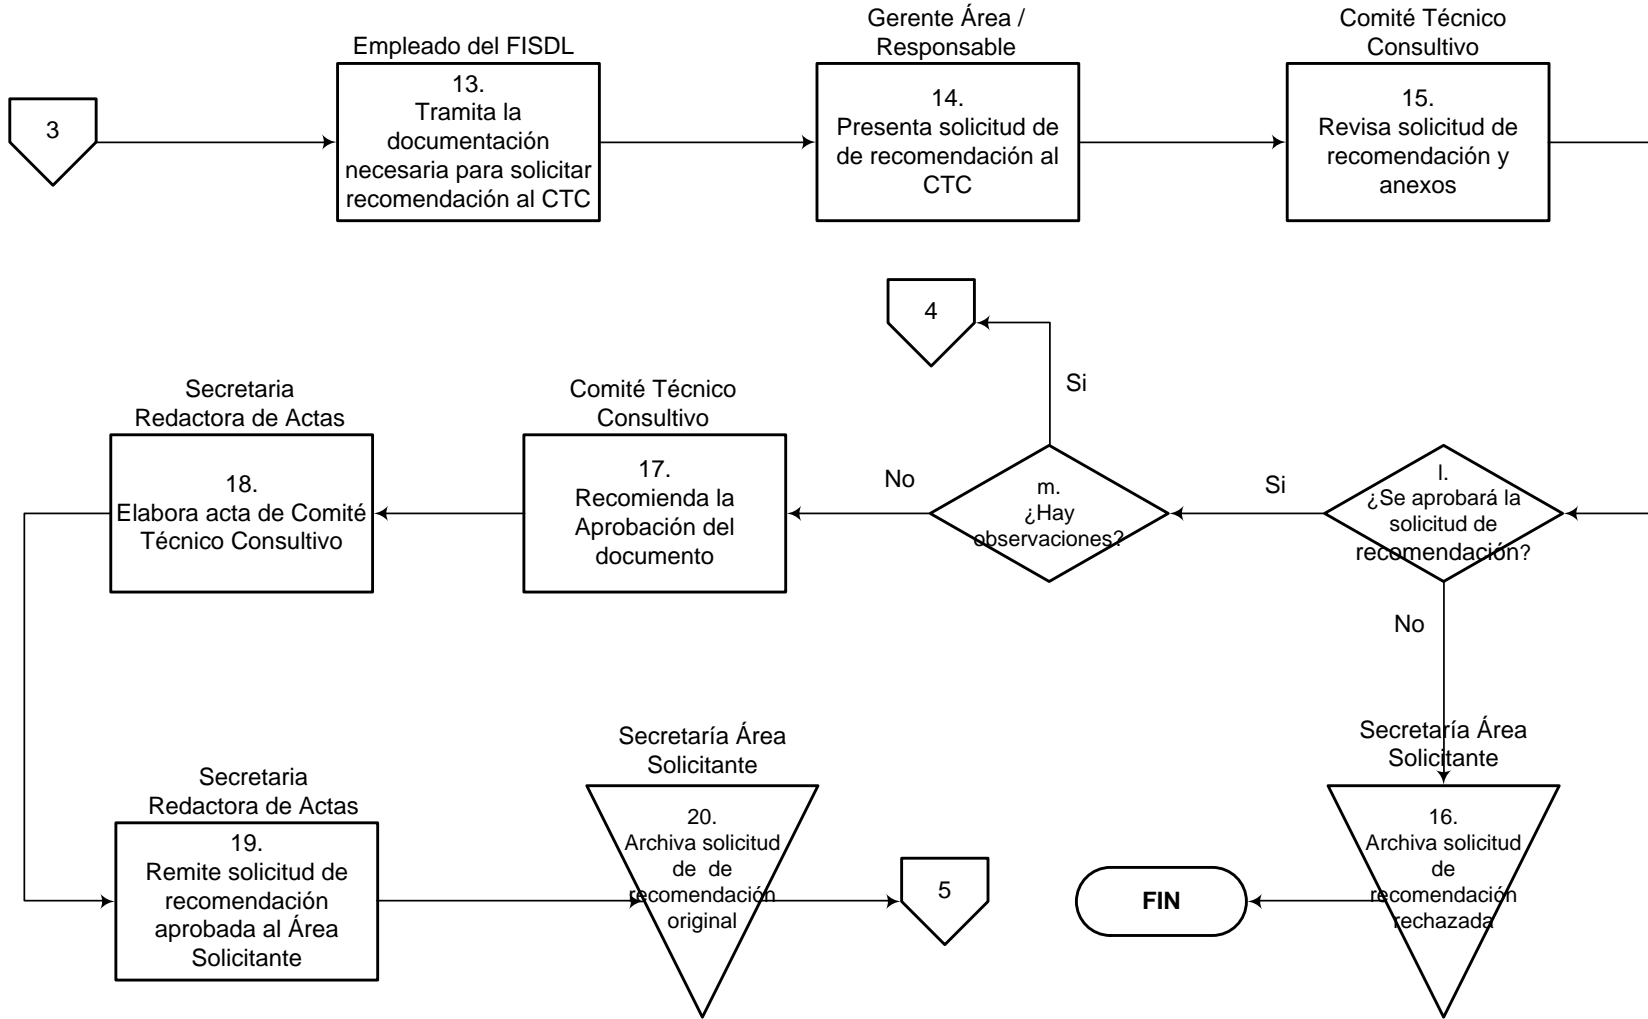 Empleado del FISDL
Gerente Área /
Responsable
Comité Técnico
Consultivo
3
13.
Tramita la
documentación
necesaria para solicitar
recomendación al CTC
14.
Presenta solicitud de
de recomendación al
CTC
15.
Revisa solicitud de
recomendación y
anexos
4
Si
Secretaria
Redactora de Actas
Comité Técnico
Consultivo
18.
Elabora acta de Comité
Técnico Consultivo
17.
Recomienda la
Aprobación del
documento
No
m.
¿Hay
observaciones?
Si
l.
¿Se aprobará la
solicitud de
recomendación?
No
Secretaria
Redactora de Actas
Secretaría Área
Solicitante
Secretaría Área
Solicitante
19.
Remite solicitud de
recomendación
aprobada al Área
Solicitante
20.
Archiva solicitud
de de
recomendación
original
5
FIN
16.
Archiva solicitud
de
recomendación
rechazada